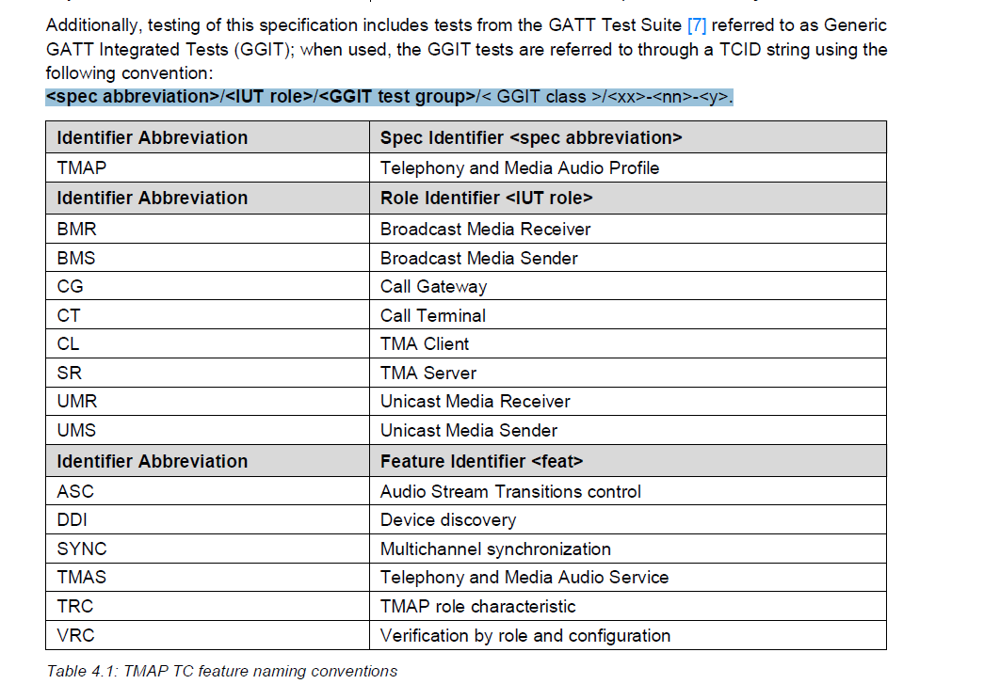 Additionally, testing of this specification includes tests from the GATT Test Suite [7] referred to as Generic
GATT Integrated Tests (GGIT); when used, the GGIT tests are referred to through a TCID string using the
following convention:
<spec abbreviation>/<IUT role>/<GGIT test group>/< GGIT class >/<xx>-<nn>-<y>.
Identifier Abbreviation Spec Identifier <spec abbreviation>
TMAP Telephony and Media Audio Profile
Identifier Abbreviation Role Identifier <IUT role>
BMR Broadcast Media Receiver
BMS Broadcast Media Sender
CG Call Gateway
CT Call Terminal
CL TMA Client
SR TMA Server
UMR Unicast Media Receiver
UMS Unicast Media Sender
Identifier Abbreviation Feature Identifier <feat>
ASC Audio Stream Transitions control
DDI Device discovery
SYNC Multichannel synchronization
TMAS Telephony and Media Audio Service
TRC TMAP role characteristic
VRC Verification by role and configuration
Table 4.1: TMAP TC feature naming conventions